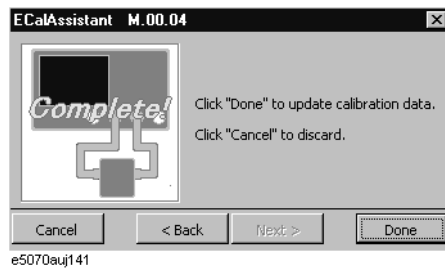 ECalAssistant M.00.04
Complete!
Click "Done" to update calibration data.
Click "Cancel" to discard.
Cancel
< Back
Next >
Done
e5070auj141